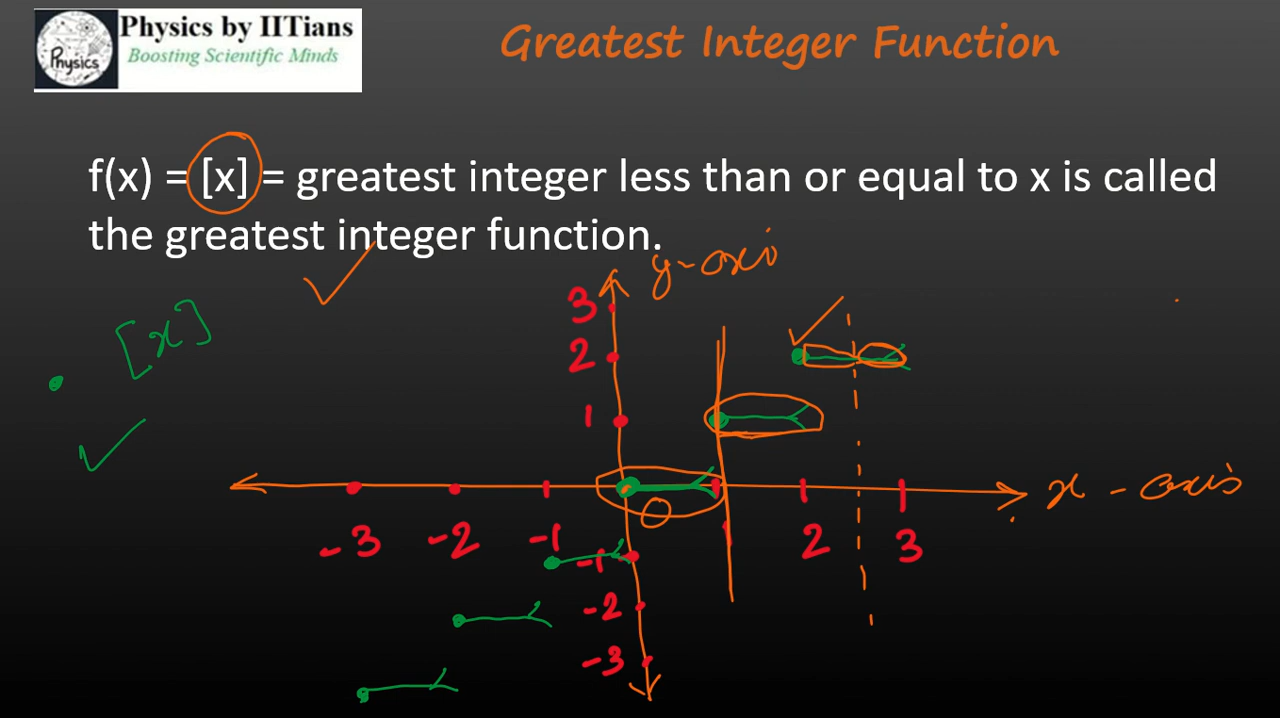 Physics by IITians
Boosting Scientific Minds
Physics
Greatest Integer Function
f(x) = [x] = greatest integer less than or equal to x is called
the greatest integer function.
y-axis
[x]
3
2
1
0
x - axis
-3 -2 -1 2 3
-1
-2
-3